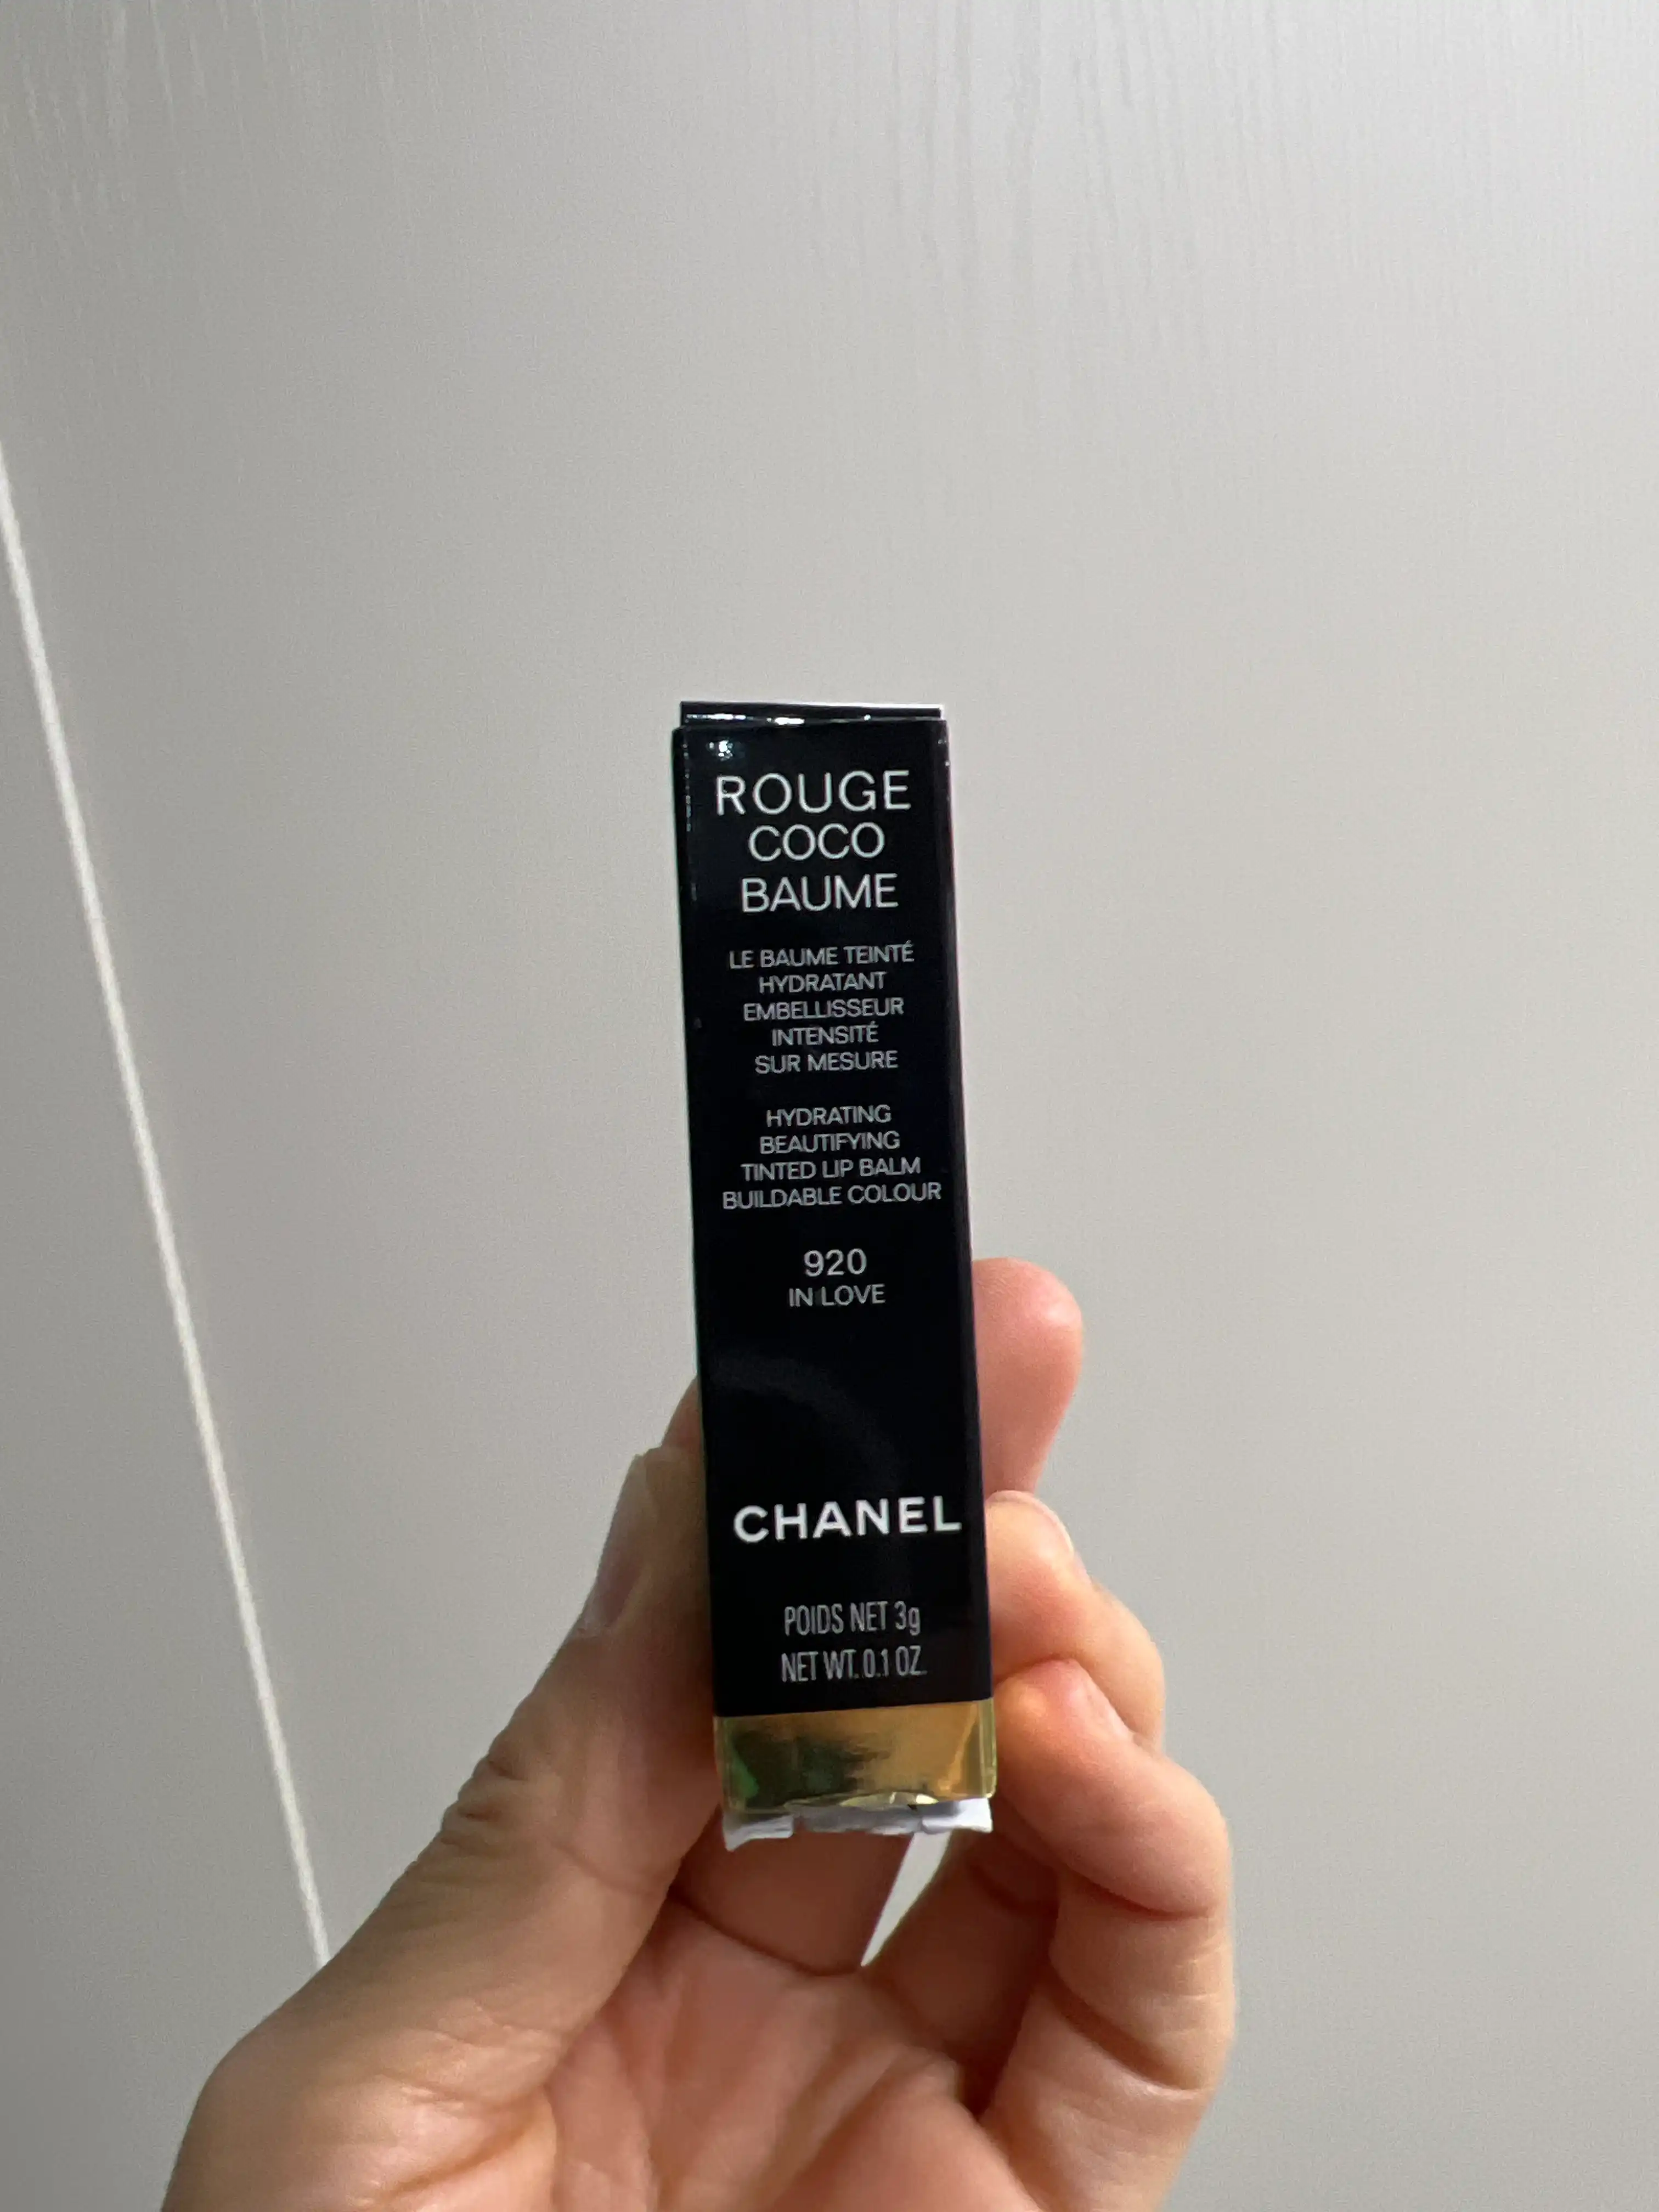 ROUGE
COCO
BAUME
LE BAUME TEINTÉ
HYDRATANT
EMBELLISSEUR
INTENSITÉ
SUR MESURE
HYDRATING
BEAUTIFYING
TINTED LIP BALM
BUILDABLE COLOUR
920
IN LOVE
CHANEL
POIDS NET 3g
NET WT. 0.1 OZ.